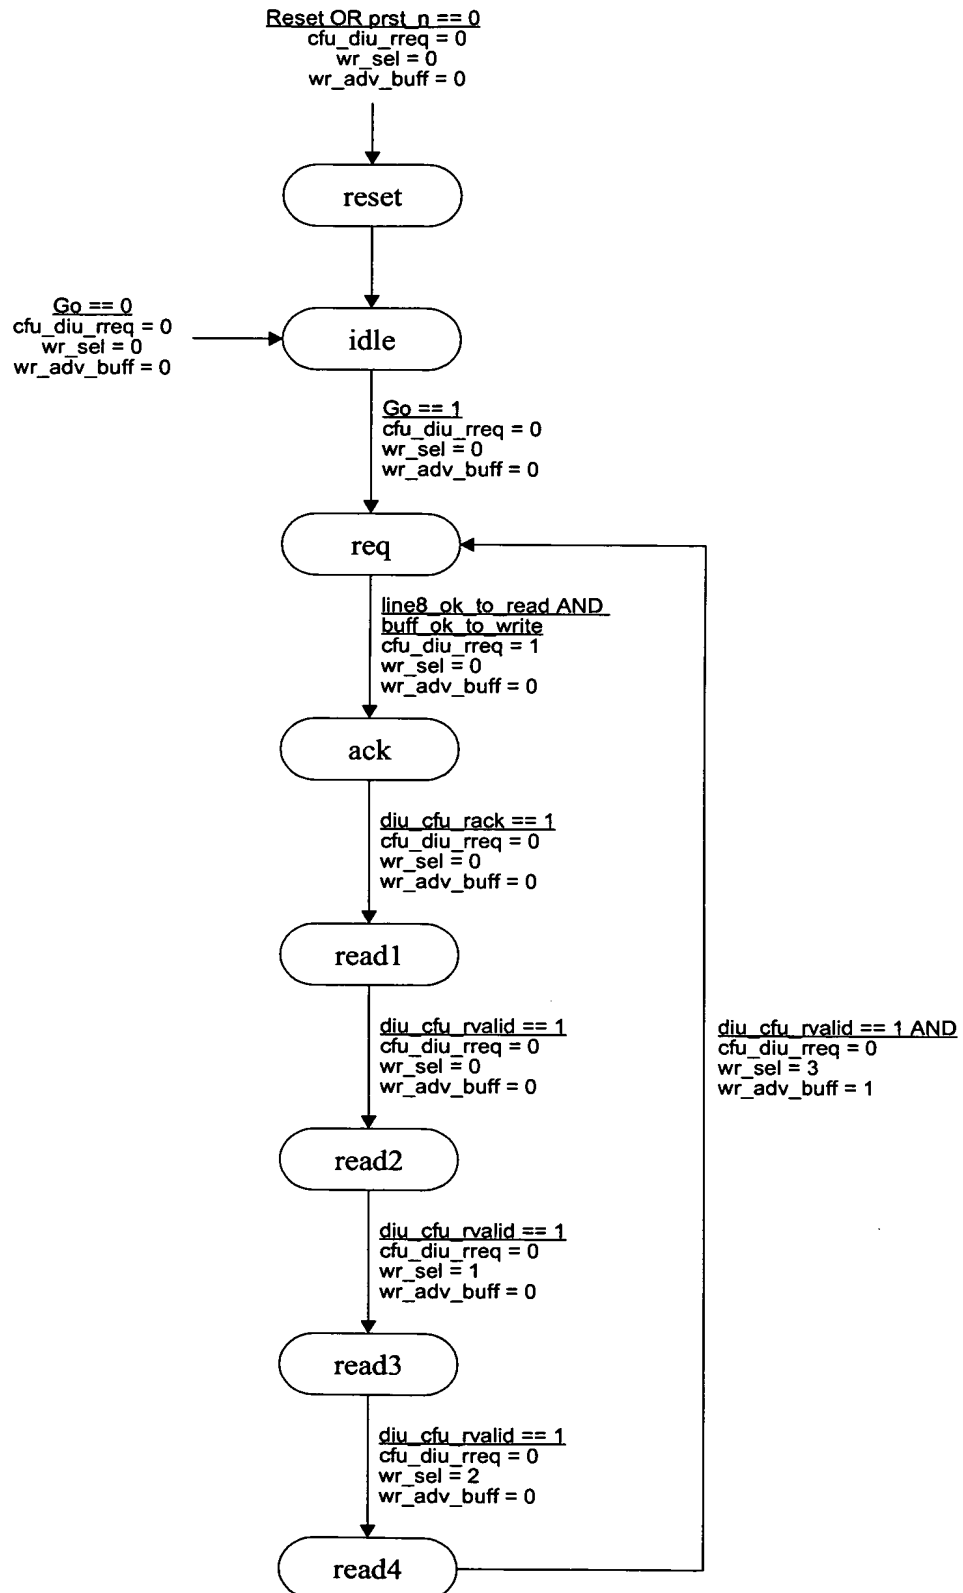 Reset OR prst_n == 0
cfu_diu_rreq = 0
wr_sel = 0
wr_adv_buff = 0
reset
Go == 0
cfu_diu_rreq = 0
wr_sel = 0
wr_adv_buff = 0
idle
Go == 1
cfu_diu_rreq = 0
wr_sel = 0
wr_adv_buff = 0
req
line8_ok_to_read AND
buff_ok_to_write
cfu_diu_rreq = 1
wr_sel = 0
wr_adv_buff = 0
ack
diu_cfu_rack == 1
cfu_diu_rreq = 0
wr_sel = 0
wr_adv_buff = 0
read1
diu_cfu_rvalid == 1
cfu_diu_rreq = 0
wr_sel = 0
wr_adv_buff = 0
diu_cfu_rvalid == 1 AND
cfu_diu_rreq = 0
wr_sel = 3
wr_adv_buff = 1
read2
diu_cfu_rvalid == 1
cfu_diu_rreq = 0
wr_sel = 1
wr_adv_buff = 0
read3
diu_cfu_rvalid == 1
cfu_diu_rreq = 0
wr_sel = 2
wr_adv_buff = 0
read4